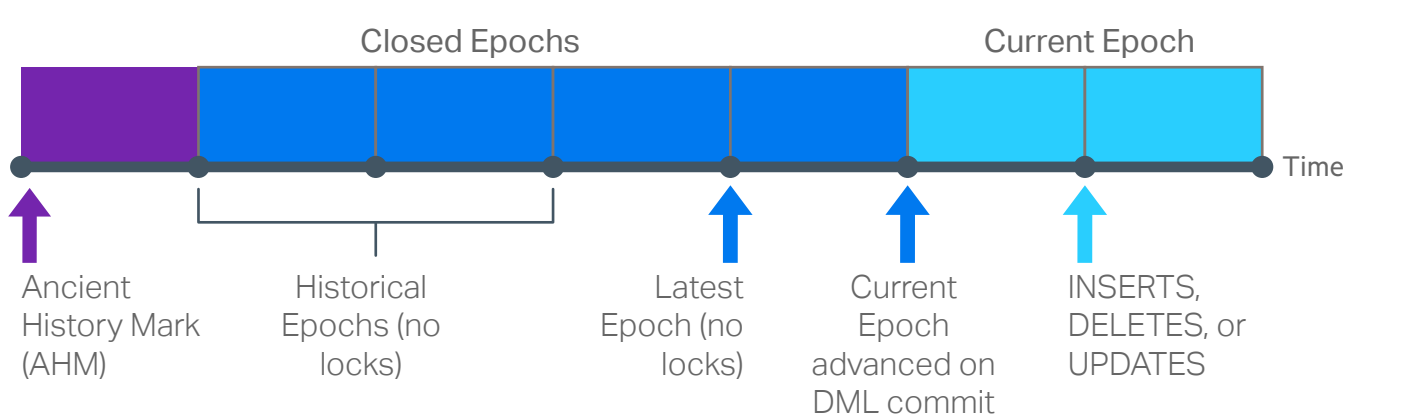 Closed Epochs
Current Epoch
Time
Ancient
History Mark
(AHM)
Historical
Epochs (no
locks)
Latest
Epoch (no
locks)
Current
Epoch
advanced on
DML commit
INSERTS,
DELETES, or
UPDATES